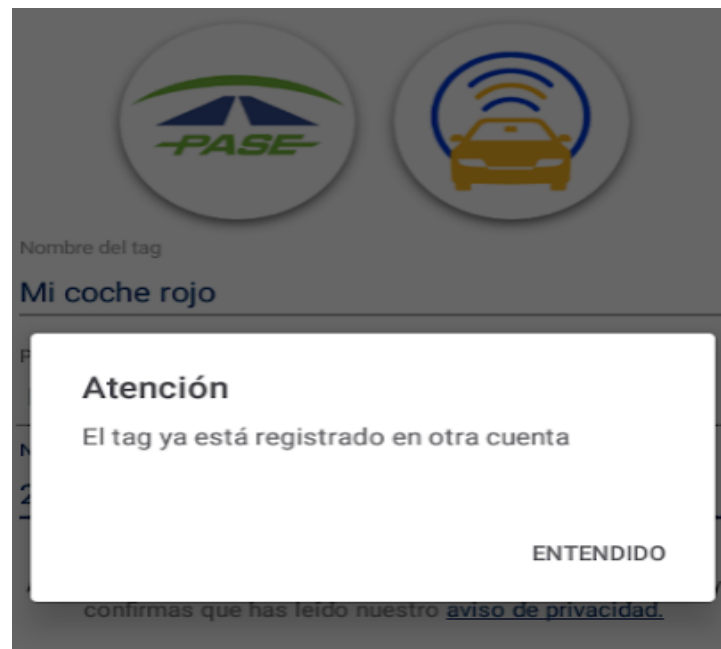 PASE
Nombre del tag
Mi coche rojo
Atención
El tag ya está registrado en otra cuenta
ENTENDIDO
confirmas que has leído nuestro aviso de privacidad.